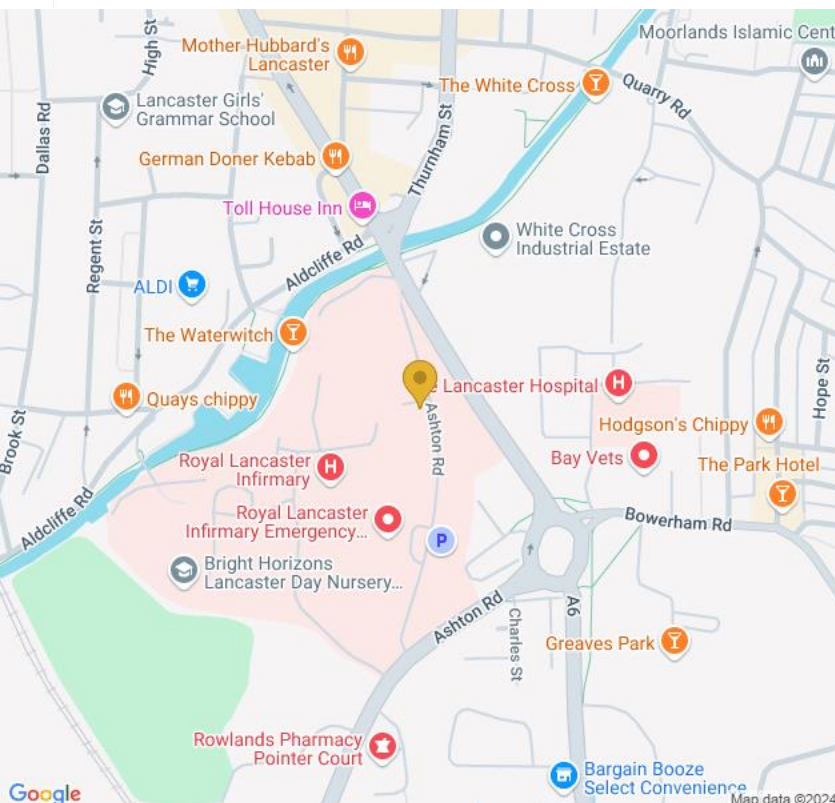 High St
Mother Hubbard's
Lancaster
Moorlands Islamic Cent
The White Cross
Quarry Rd
Dallas Rd
Lancaster Girls'
Grammar School
Thurnham St
German Doner Kebab
Toll House Inn
Regent St
White Cross
Industrial Estate
Aldcliffe Rd
ALDI
The Waterwitch
Quays chippy
e Lancaster Hospital
H
Hope St
Hodgson's Chippy
Ashton Rd
Brook St
Royal Lancaster
Infirmary
H
Bay Vets
The Park Hotel
Aldcliffe Rd
Royal Lancaster
Infirmary Emergency...
P
Bowerham Rd
Bright Horizons
Lancaster Day Nursery...
Ashton Rd
A6
Charles St
Greaves Park
Rowlands Pharmacy
Pointer Court
Bargain Booze
Select Convenience
Google
Map data ©2024